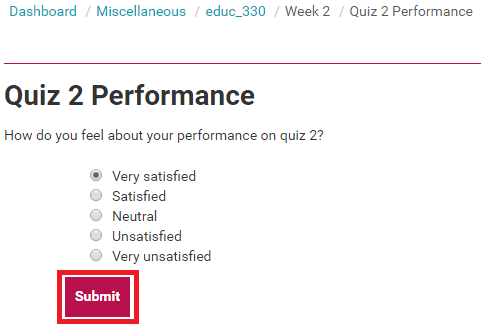 Dashboard / Miscellaneous / educ_330 / Week 2 / Quiz 2 Performance
Quiz 2 Performance
How do you feel about your performance on quiz 2?
Very satisfied
Satisfied
Neutral
Unsatisfied
Very unsatisfied
Submit